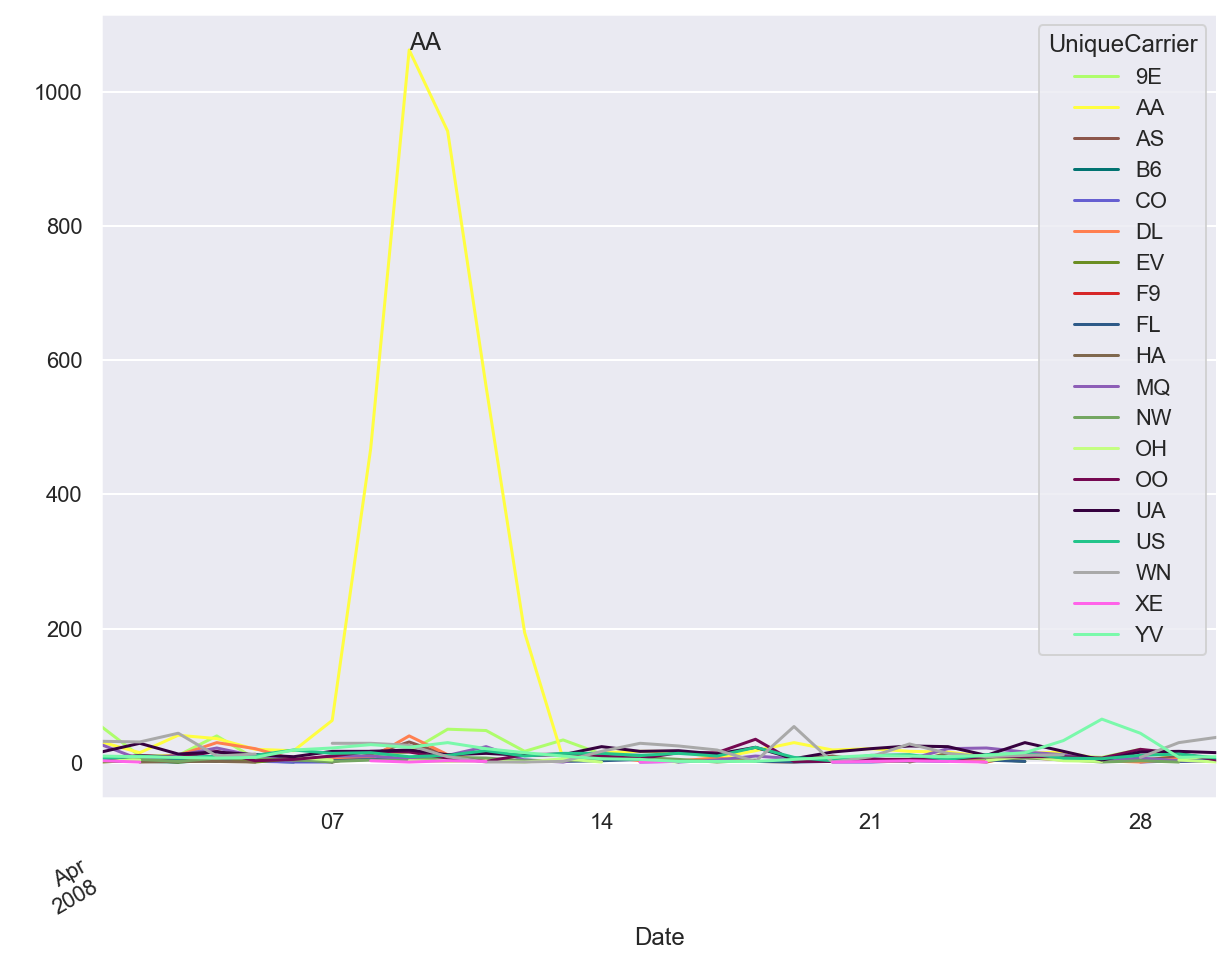 AA
UniqueCarrier
9E
AA
AS
B6
CO
DL
EV
F9
FL
HA
MQ
NW
OH
OO
UA
US
WN
XE
YV
1000
800
600
400
200
0
07
14
21
28
Apr
2008
Date